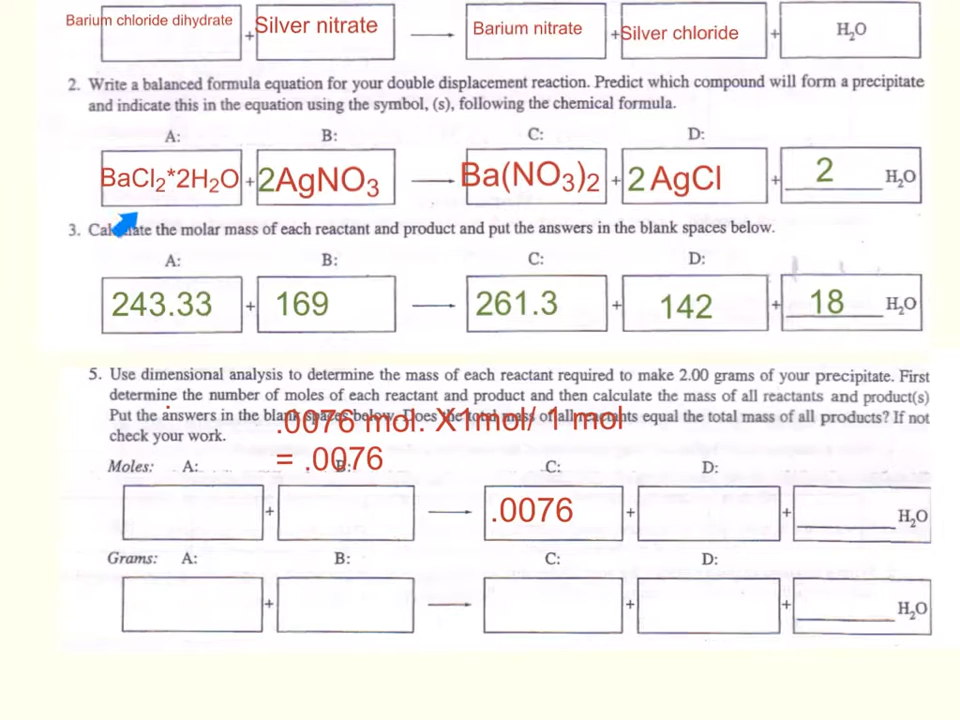 Barium chloride dihydrate + Silver nitrate Barium nitrate + Silver chloride + H₂O
2. Write a balanced formula equation for your double displacement reaction. Predict which compound will form a precipitate
and indicate this in the equation using the symbol, (s), following the chemical formula.
A: B: C: D:
BaCl₂*2H₂O + 2AgNO₃ Ba(NO₃)₂ + 2 AgCl + 2 H₂O
3. Calculate the molar mass of each reactant and product and put the answers in the blank spaces below.
A: B: C: D:
243.33 + 169 261.3 + 142 + 18 H₂O
5. Use dimensional analysis to determine the mass of each reactant required to make 2.00 grams of your precipitate. First
determine the number of moles of each reactant and product and then calculate the mass of all reactants and product(s)
Put the answers in the blank spaces below. Does the total mass of all reactants equal the total mass of all products? If not
.0076 mol. X1mol/ 1 mol
check your work.
= .0076
Moles: A: B: C: D:
+ .0076 + + H₂O
Grams: A: B: C: D:
+ + + H₂O